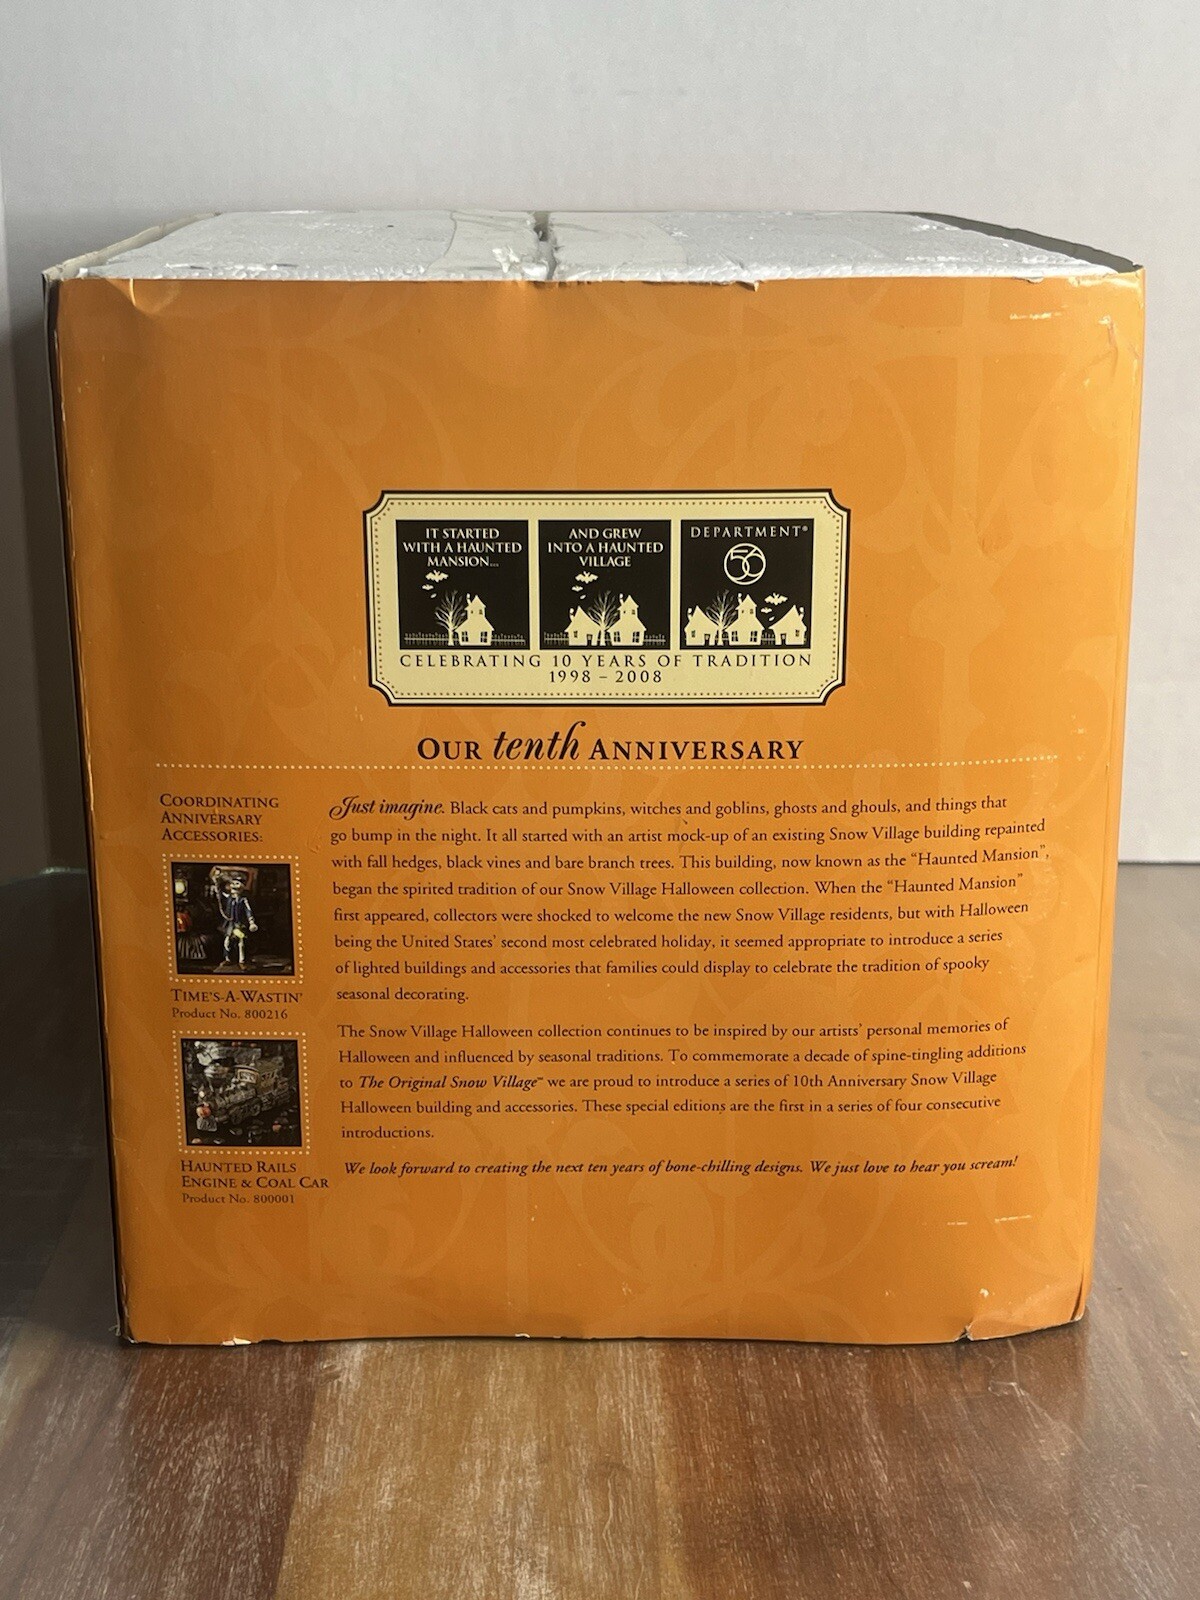 IT STARTED
WITH A HAUNTED
MANSION...
AND GREW
INTO A HAUNTED
VILLAGE
DEPARTMENT®
56
CELEBRATING 10 YEARS OF TRADITION
1998 – 2008
OUR tenth ANNIVERSARY
COORDINATING
ANNIVERSARY
ACCESSORIES:
TIME'S-A-WASTIN'
Product No. 800216
HAUNTED RAILS
ENGINE & COAL CAR
Product No. 800001
Just imagine. Black cats and pumpkins, witches and goblins, ghosts and ghouls, and things that
go bump in the night. It all started with an artist mock-up of an existing Snow Village building repainted
with fall hedges, black vines and bare branch trees. This building, now known as the “Haunted Mansion”,
began the spirited tradition of our Snow Village Halloween collection. When the “Haunted Mansion”
first appeared, collectors were shocked to welcome the new Snow Village residents, but with Halloween
being the United States’ second most celebrated holiday, it seemed appropriate to introduce a series
of lighted buildings and accessories that families could display to celebrate the tradition of spooky
seasonal decorating.
The Snow Village Halloween collection continues to be inspired by our artists’ personal memories of
Halloween and influenced by seasonal traditions. To commemorate a decade of spine-tingling additions
to The Original Snow Village™ we are proud to introduce a series of 10th Anniversary Snow Village
Halloween building and accessories. These special editions are the first in a series of four consecutive
introductions.
We look forward to creating the next ten years of bone-chilling designs. We just love to hear you scream!